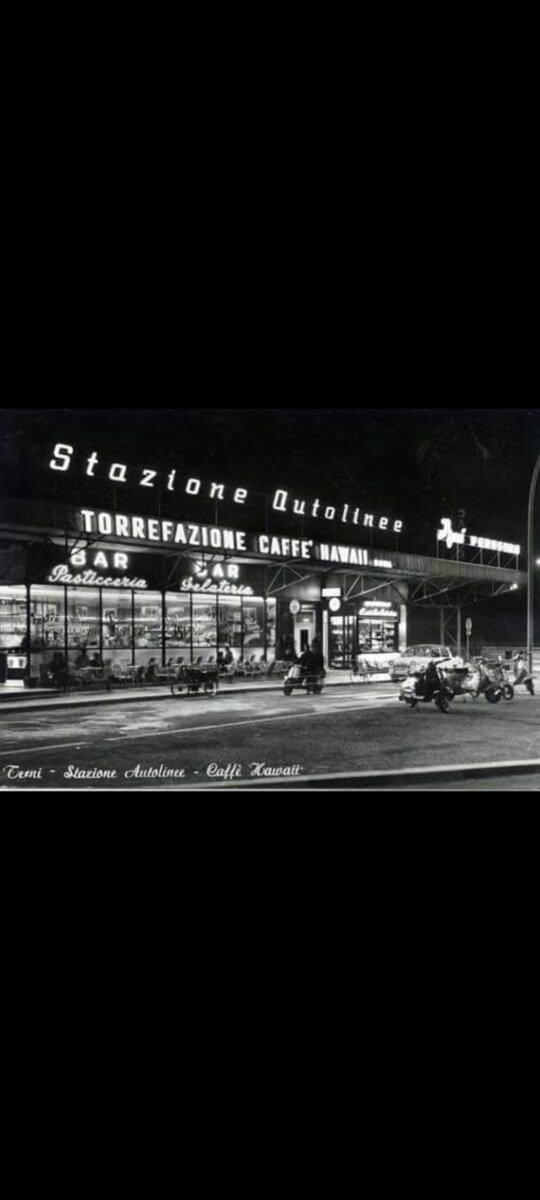 Stazione Autolinee
TORREFAZIONE CAFFE' HAWAII
BAR
Pasticceria
BAR
Gelateria
Terni - Stazione Autolinee - Caffè Hawaii